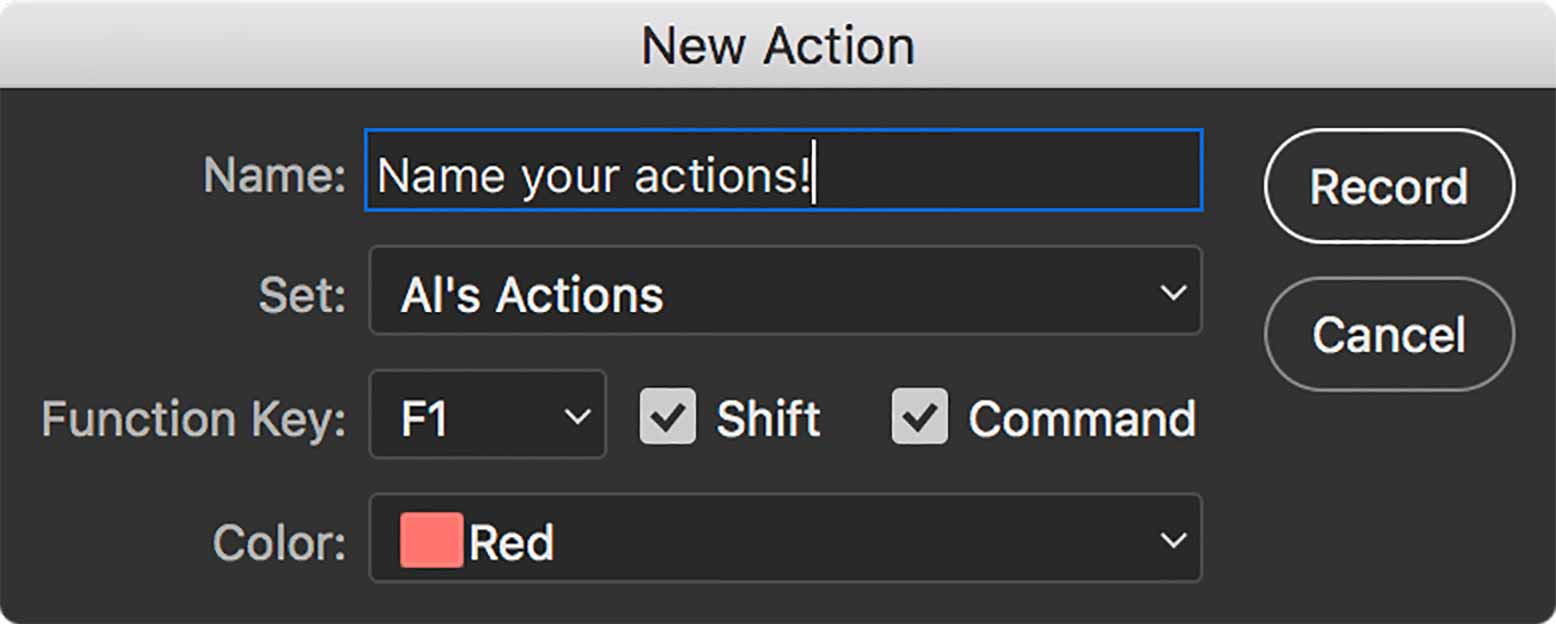 New Action
Name: Name your actions!
Record
Set: Al's Actions
Cancel
Function Key: F1 Shift Command
Color: Red